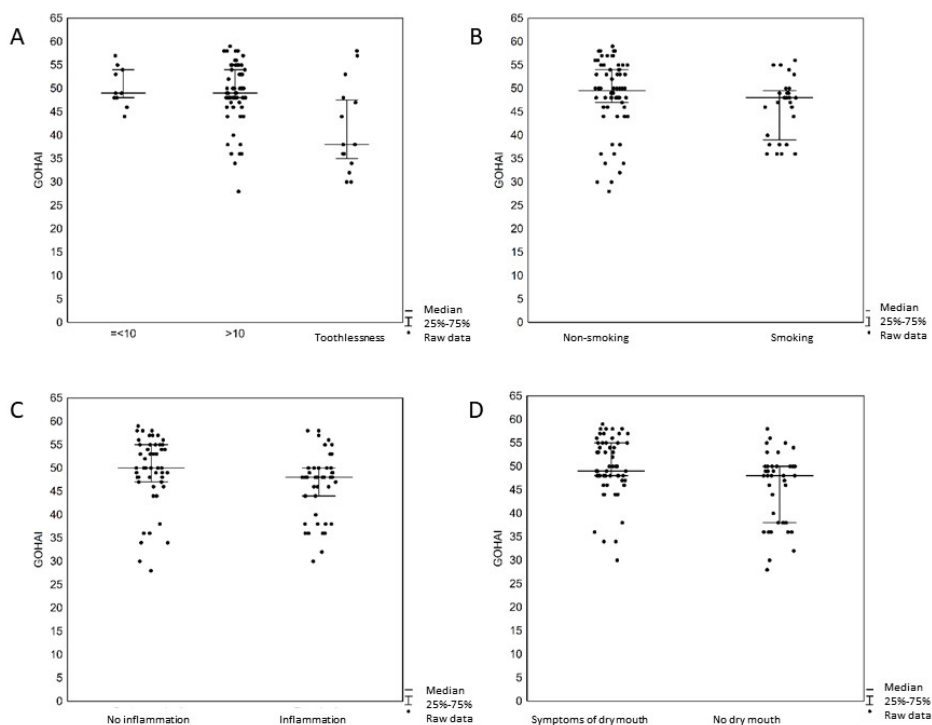 A
65
60
55
50
45
40
35
30
25
20
15
10
5
0
GOHAI
=<10
>10
Toothlessness
Median
25%-75%
Raw data
B
65
60
55
50
45
40
35
30
25
20
15
10
5
0
GOHAI
Non-smoking
Smoking
Median
25%-75%
Raw data
C
65
60
55
50
45
40
35
30
25
20
15
10
5
0
GOHAI
No inflammation
Inflammation
Median
25%-75%
Raw data
D
65
60
55
50
45
40
35
30
25
20
15
10
5
0
GOHAI
Symptoms of dry mouth
No dry mouth
Median
25%-75%
Raw data